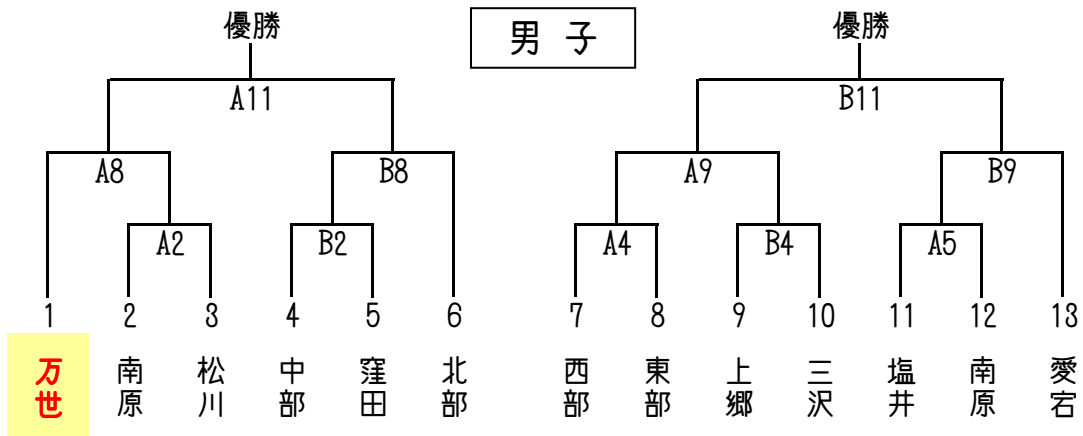 優勝 男 子 優勝
A11 B11
A8 B8 A9 B9
A2 B2 A4 B4 A5
1 2 3 4 5 6 7 8 9 10 11 12 13
万世 南原 松川 中部 窪田 北部 西部 東部 上郷 三沢 塩井 南原 愛宕